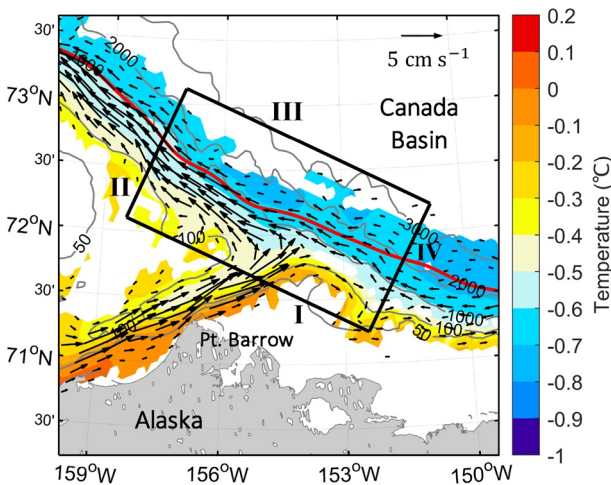 30'
73°N
30'
72°N
30'
71°N
30'
159°W
156°W
153°W
150°W
2000
1000
5 cm s⁻¹
Canada
Basin
III
II
IV
I
50
100
100
3000
2000
1000
100
50
Pt. Barrow
Alaska
0.2
0.1
0
-0.1
-0.2
-0.3
-0.4
-0.5
-0.6
-0.7
-0.8
-0.9
-1
Temperature (°C)